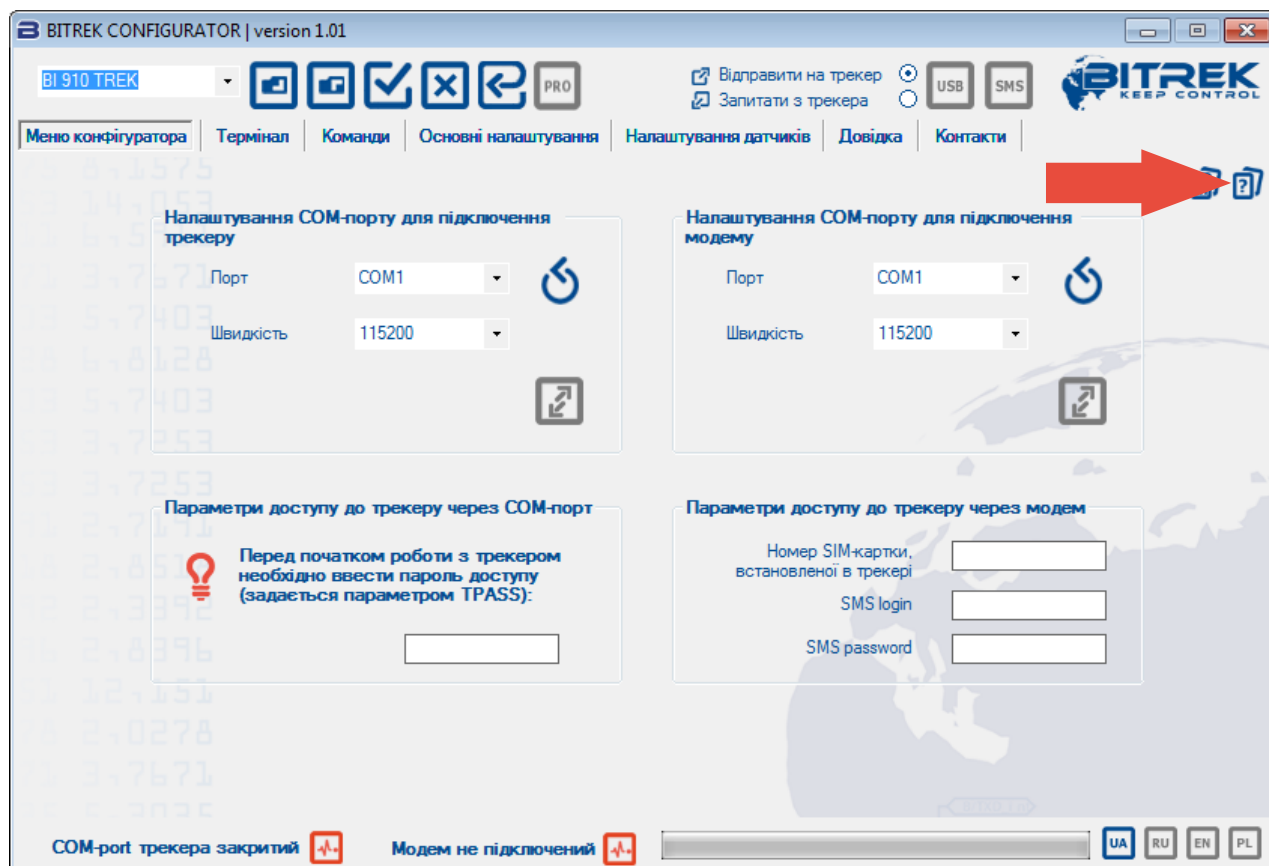 BITREK CONFIGURATOR | version 1.01
BI 910 TREK
PRO
Відправити на трекер
Запитати з трекера
USB
SMS
BITREK
KEEP CONTROL
Меню конфігуратора
Термінал
Команди
Основні налаштування
Налаштування датчиків
Довідка
Контакти
?
Налаштування COM-порту для підключення
трекеру
Порт
COM1
Швидкість
115200
Налаштування COM-порту для підключення
модему
Порт
COM1
Швидкість
115200
Параметри доступу до трекеру через COM-порт
Перед початком роботи з трекером
необхідно ввести пароль доступу
(задається параметром TPASS):
Параметри доступу до трекеру через модем
Номер SIM-картки,
встановленої в трекері
SMS login
SMS password
COM-port трекера закритий
Модем не підключений
UA
RU
EN
PL